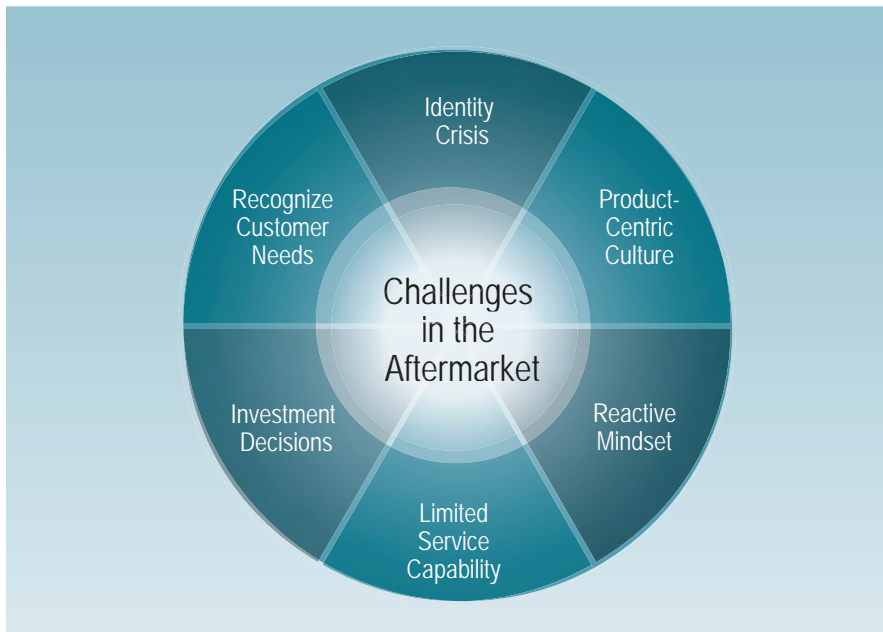 Identity
Crisis
Product-
Centric
Culture
Reactive
Mindset
Limited
Service
Capability
Investment
Decisions
Recognize
Customer
Needs
Challenges
in the
Aftermarket